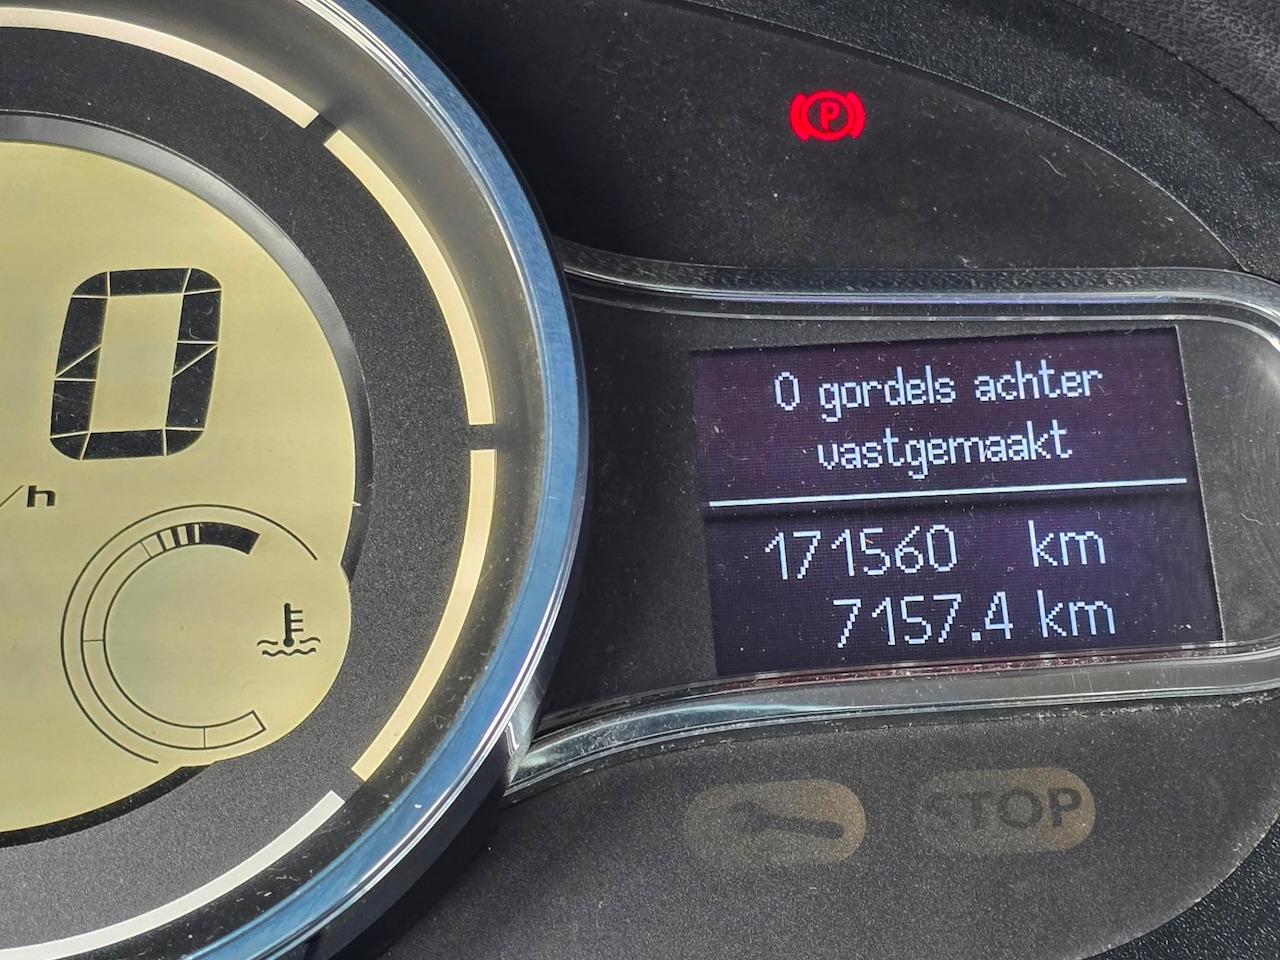 P
0
/h
0 gordels achter
vastgemaakt
171560 km
7157.4 km
STOP